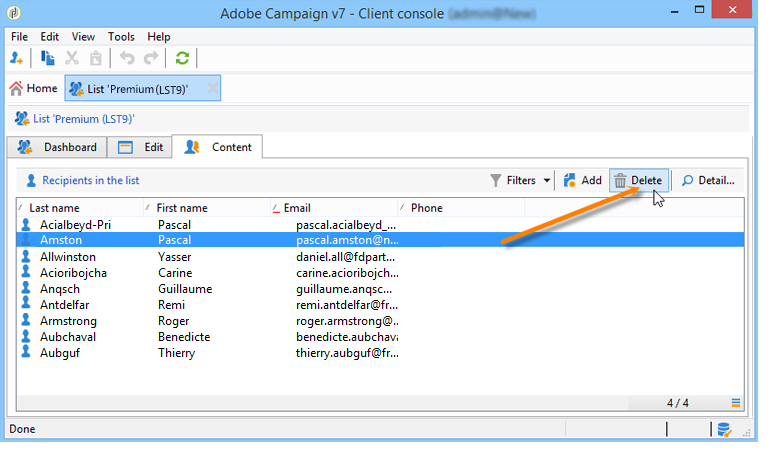 Adobe Campaign v7 - Client console (admin@New)
File Edit View Tools Help
Home List 'Premium (LST9)'
List 'Premium (LST9)'
Dashboard Edit Content
Recipients in the list Filters Add Delete Detail...
Last name First name Email Phone
Acialbeyd-Pri Pascal pascal.acialbeyd_...
Amston Pascal pascal.amston@n...
Allwinston Yasser daniel.all@fdpart...
Acioribojcha Carine carine.acioribojch...
Anqsch Guillaume guillaume.anqsc...
Antdelfar Remi remi.antdelfar@fr...
Armstrong Roger roger.armstrong@...
Aubchaval Benedicte benedicte.aubchava
Aubguf Thierry thierry.aubguf@fr...
4 / 4
Done